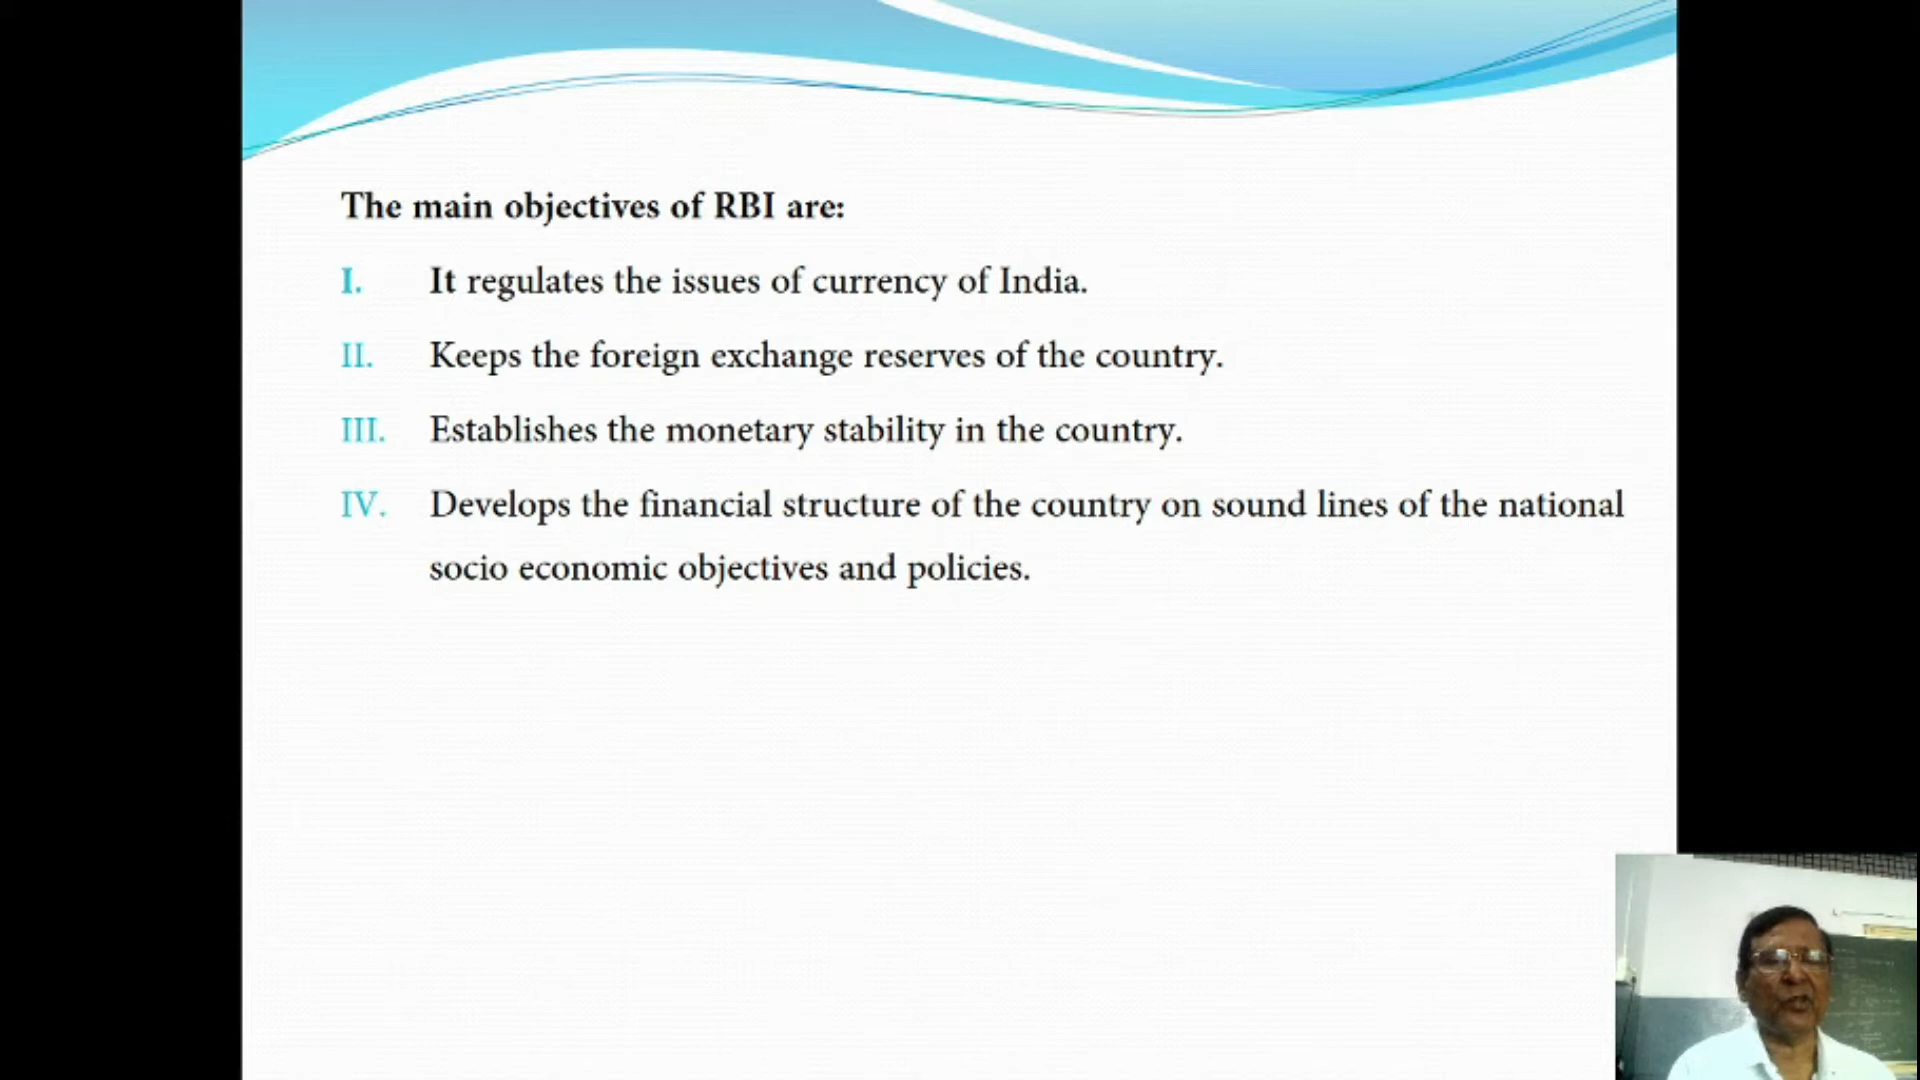 The main objectives of RBI are:
I. It regulates the issues of currency of India.
II. Keeps the foreign exchange reserves of the country.
III. Establishes the monetary stability in the country.
IV. Develops the financial structure of the country on sound lines of the national
socio economic objectives and policies.